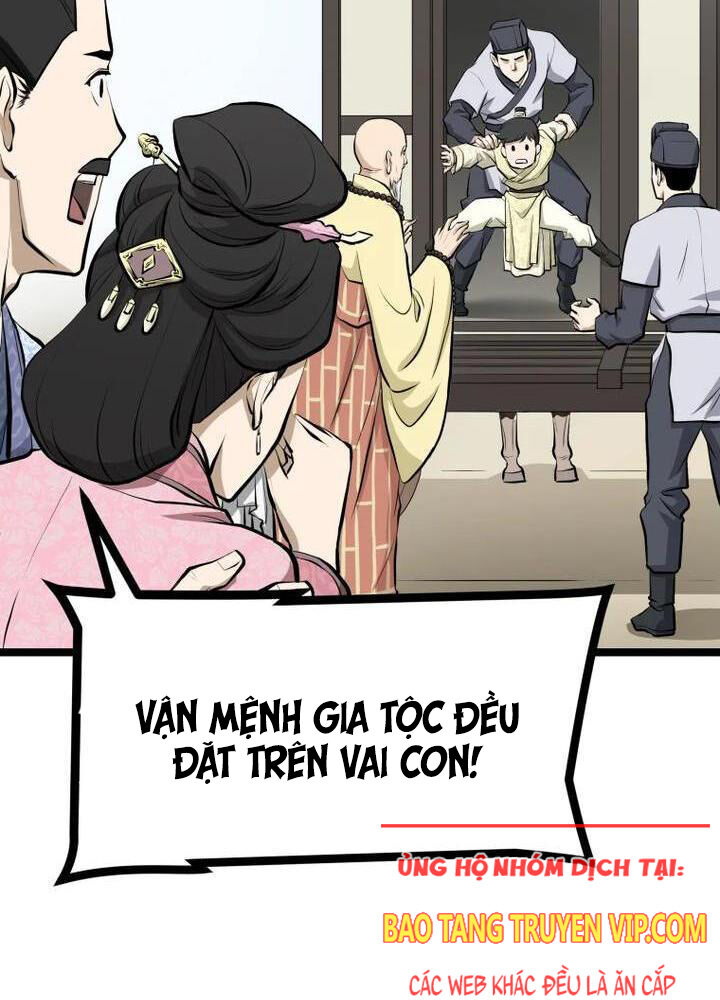 VẬN MỆNH GIA TỘC ĐỀU
ĐẶT TRÊN VAI CON!
ỦNG HỘ NHÓM DỊCH TẠI:
BAO TANG TRUYEN VIP.COM
CÁC WEB KHÁC ĐỀU LÀ ĂN CẮP